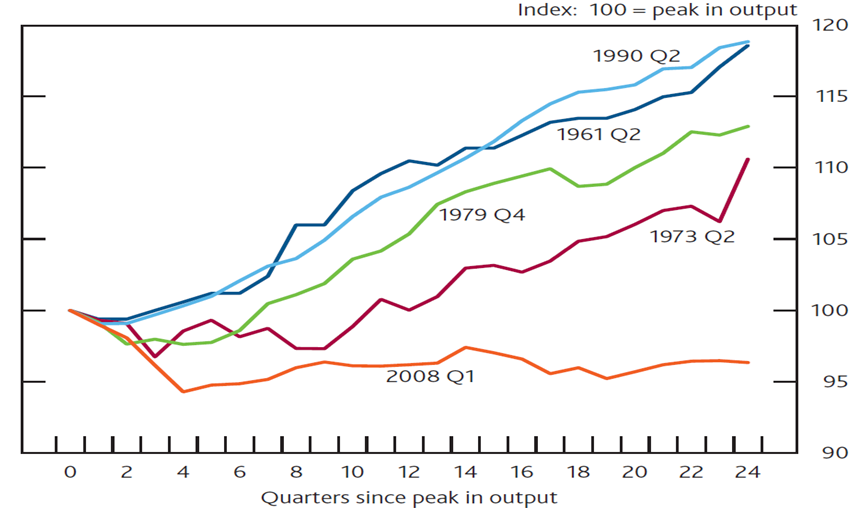 Index: 100 = peak in output
120
1990 Q2
115
1961 Q2
110
1979 Q4
1973 Q2
105
100
2008 Q1
95
90
0 2 4 6 8 10 12 14 16 18 20 22 24
Quarters since peak in output